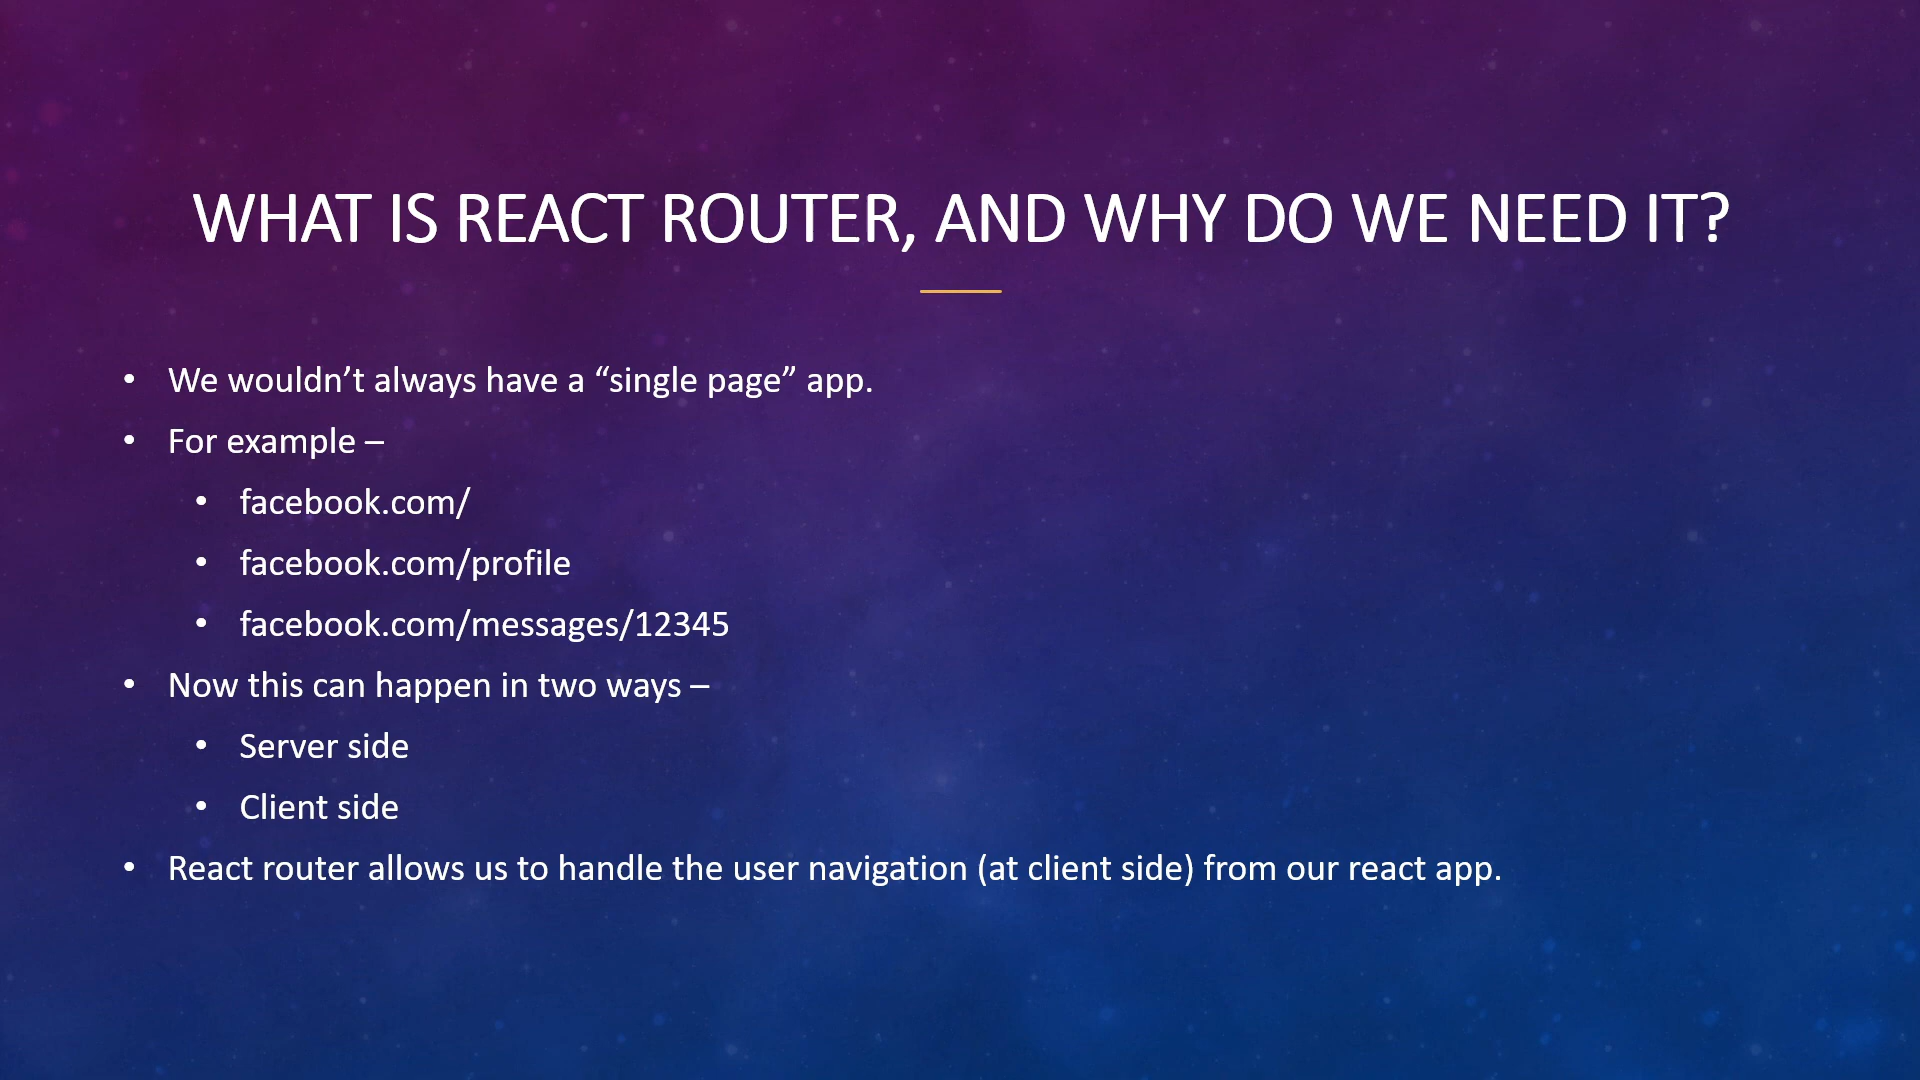 WHAT IS REACT ROUTER, AND WHY DO WE NEED IT?
• We wouldn’t always have a “single page” app.
• For example –
• facebook.com/
• facebook.com/profile
• facebook.com/messages/12345
• Now this can happen in two ways –
• Server side
• Client side
• React router allows us to handle the user navigation (at client side) from our react app.